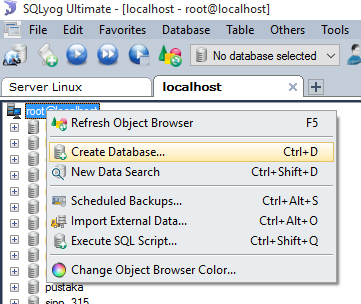 SQLyog Ultimate - [localhost - root@localhost]
File Edit Favorites Database Table Others
No database selected
Server Linux localhost
root@localhost
Refresh Object Browser F5
Create Database... Ctrl+D
New Data Search Ctrl+Shift+D
Scheduled Backups... Ctrl+Alt+S
Import External Data... Ctrl+Alt+O
Execute SQL Script... Ctrl+Shift+Q
Change Object Browser Color...
pustaka
sipp_315